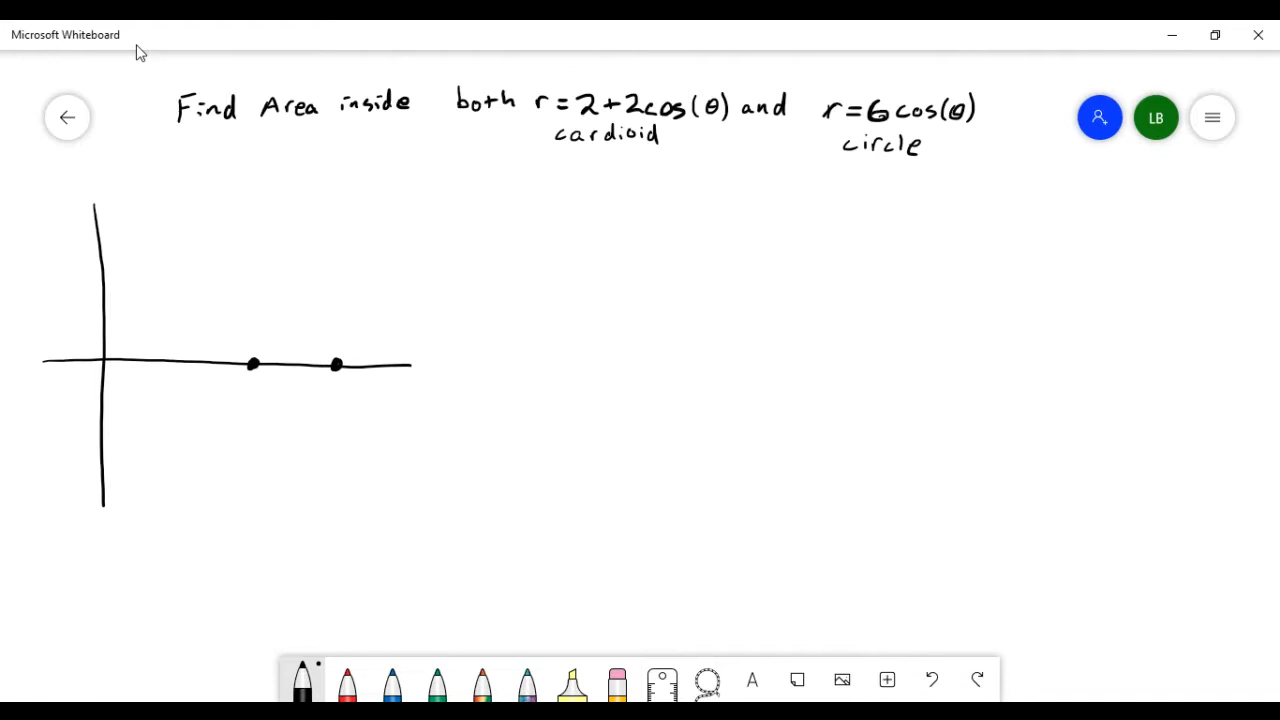 Microsoft Whiteboard
Find Area inside both r=2+2cos(θ) and r=6cos(θ)
cardioid circle
LB
A